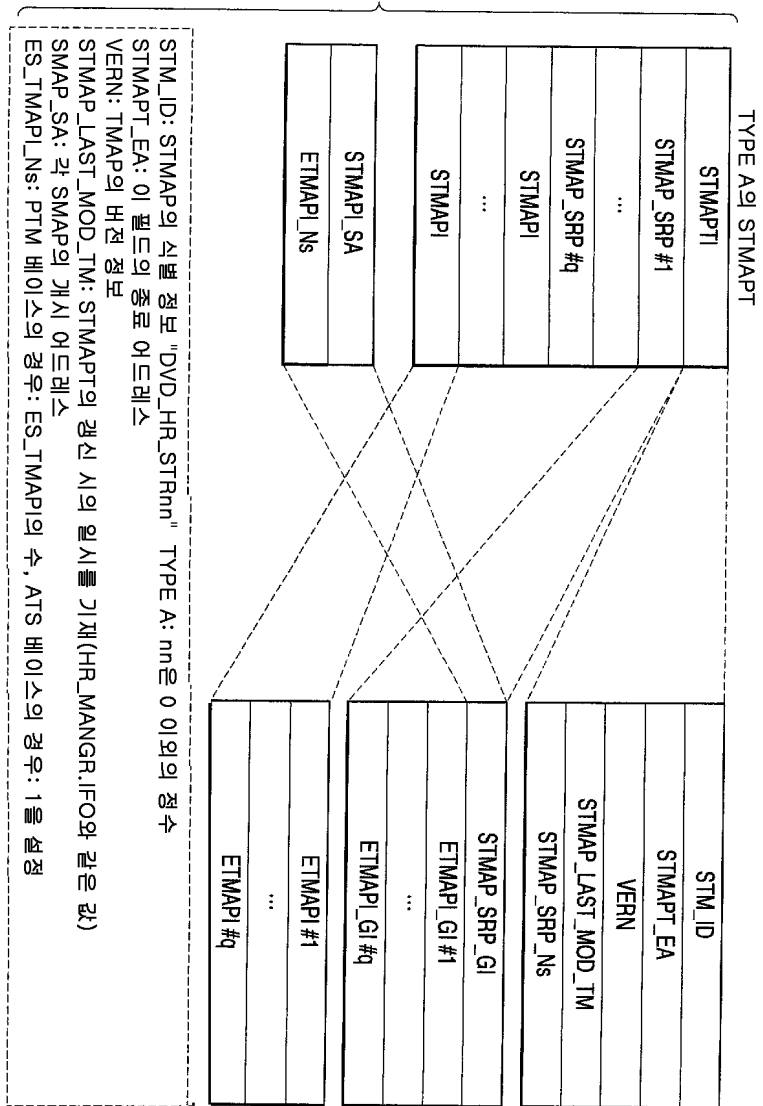 TYPE A의 STMAPT
STMAPTI
STMAP_SRP #1
...
STMAP_SRP #q
STMAPI
...
STMAPI
STMAPI_SA
ETMAPI_Ns
STM_ID
STMAPT_EA
VERN
STMAP_LAST_MOD_TM
STMAP_SRP_Ns
STMAP_SRP_GI
ETMAPI_GI #1
...
ETMAPI_GI #q
ETMAPI #1
...
ETMAPI #q
STM_ID: STMAP의 식별 정보 "DVD_HR_STRnn" TYPE A: nn은 0 이외의 정수
STMAPT_EA: 이 필드의 종료 어드레스
VERN: TMAP의 버전 정보
STMAP_LAST_MOD_TM: STMAPT의 갱신 시의 일시를 기재(HR_MANGR.IFO와 같은 값)
SMAP_SA: 각 SMAP의 개시 어드레스
ES_TMAPI_Ns: PTM 베이스의 경우: ES_TMAPI의 수, ATS 베이스의 경우: 1을 설정